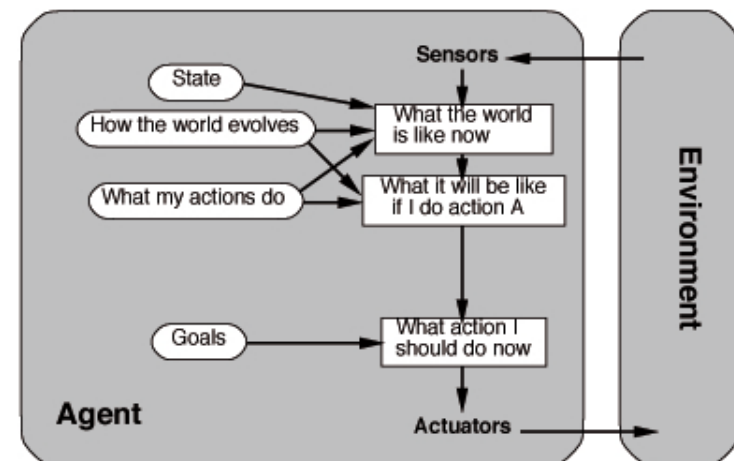 Sensors
State
What the world
is like now
How the world evolves
What it will be like
if I do action A
What my actions do
Environment
Goals
What action I
should do now
Agent
Actuators